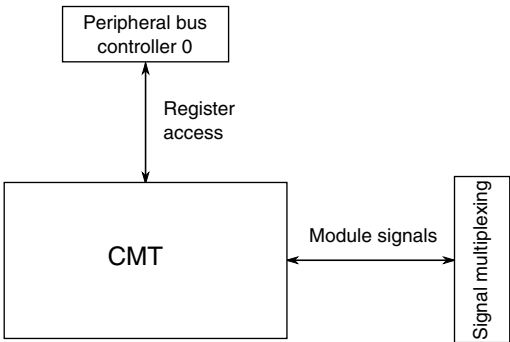 Peripheral bus
controller 0
Register
access
CMT
Module signals
Signal multiplexing